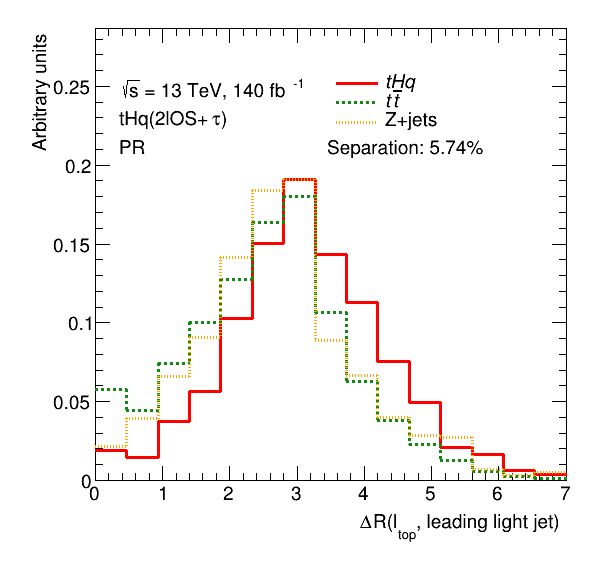 Arbitrary units
0.25
0.2
0.15
0.1
0.05
0
√s = 13 TeV, 140 fb⁻¹
tHq(2lOS+ τ)
PR
tHq
tt̅
Z+jets
Separation: 5.74%
0 1 2 3 4 5 6 7
ΔR(l_top, leading light jet)